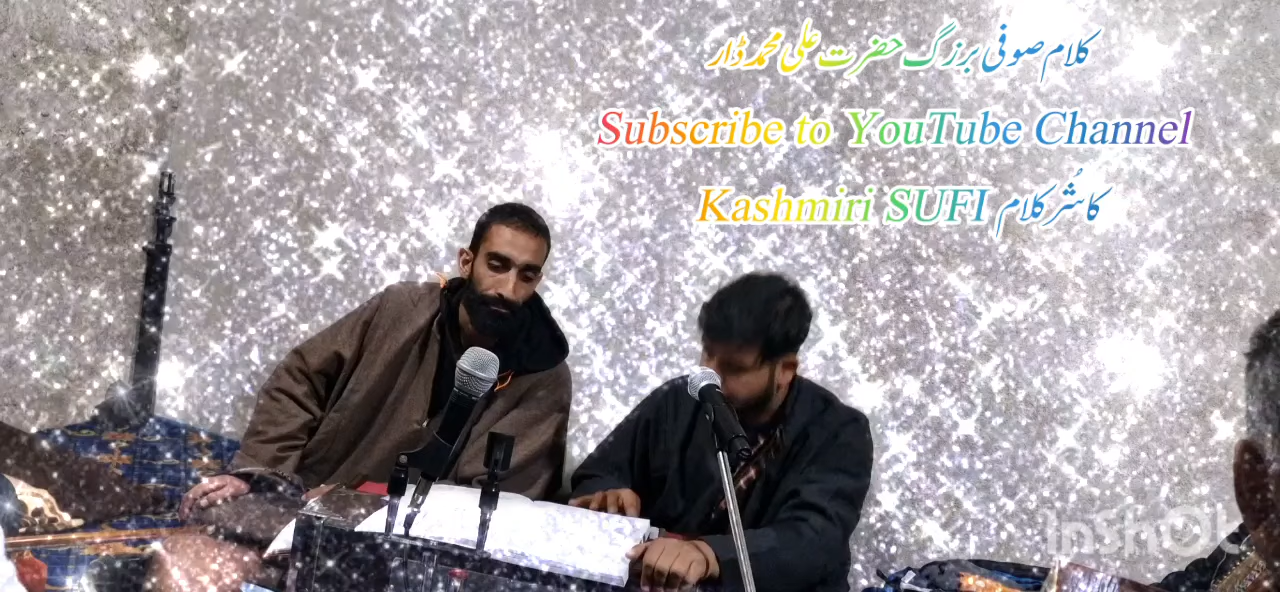 کلام صوفی بزرگ حضرت علی محمد ڈار
Subscribe to YouTube Channel
Kashmiri SUFI کاشُر کلام
InShOt